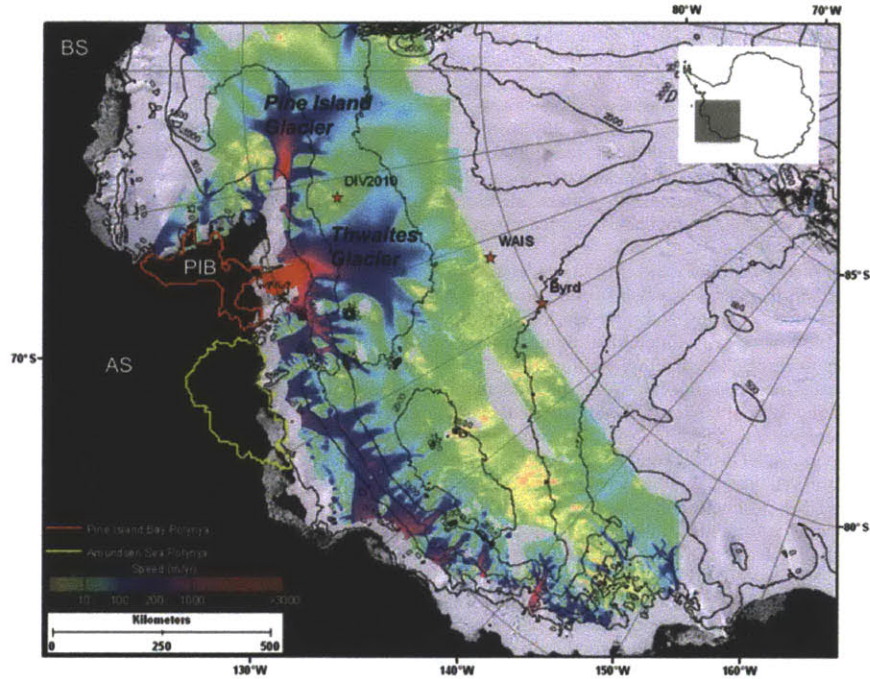 80°W
70°W
BS
Pine Island
Glacier
DIV2010
Thwaites
Glacier
WAIS
PIB
Byrd
85°W
AS
70°S
80°S
Pine Island Bay Polynya
Amundsen Sea Polynya
Speed (m/yr)
10 100 200 1000 >3000
Kilometers
0 250 500
130°W
140°W
150°W
160°W